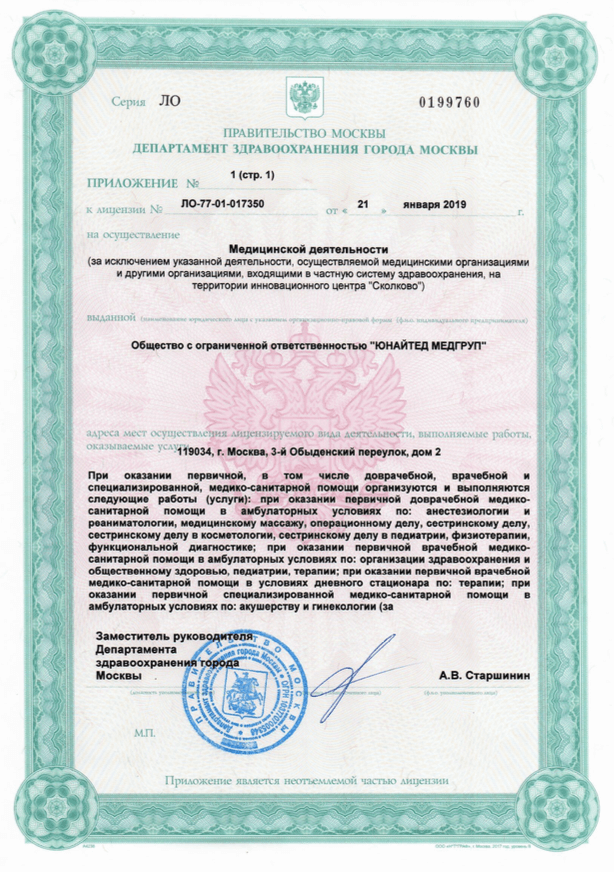 Серия ЛО
0199760
ПРАВИТЕЛЬСТВО МОСКВЫ
ДЕПАРТАМЕНТ ЗДРАВООХРАНЕНИЯ ГОРОДА МОСКВЫ
ПРИЛОЖЕНИЕ № 1 (стр. 1)
к лицензии № ЛО-77-01-017350 от « 21 » января 2019 г.
на осуществление
Медицинской деятельности
(за исключением указанной деятельности, осуществляемой медицинскими организациями
и другими организациями, входящими в частную систему здравоохранения, на
территории инновационного центра "Сколково")
выданной (наименование юридического лица с указанием организационно-правовой формы (ф.и.о. индивидуального предпринимателя)
Общество с ограниченной ответственностью "ЮНАЙТЕД МЕДГРУП"
адреса мест осуществления лицензируемого вида деятельности, выполняемые работы,
оказываемые услуги
119034, г. Москва, 3-й Обыденский переулок, дом 2
При оказании первичной, в том числе доврачебной, врачебной и
специализированной, медико-санитарной помощи организуются и выполняются
следующие работы (услуги): при оказании первичной доврачебной медико-
санитарной помощи в амбулаторных условиях по: анестезиологии и
реаниматологии, медицинскому массажу, операционному делу, сестринскому делу,
сестринскому делу в косметологии, сестринскому делу в педиатрии, физиотерапии,
функциональной диагностике; при оказании первичной врачебной медико-
санитарной помощи в амбулаторных условиях по: организации здравоохранения и
общественному здоровью, педиатрии, терапии; при оказании первичной врачебной
медико-санитарной помощи в условиях дневного стационара по: терапии; при
оказании первичной специализированной медико-санитарной помощи в
амбулаторных условиях по: акушерству и гинекологии (за
Заместитель руководителя
Департамента
здравоохранения города
Москвы
А.В. Старшинин
ПРАВИТЕЛЬСТВО МОСКВЫ
Департамент здравоохранения города Москвы
М.П.
Приложение является неотъемлемой частью лицензии